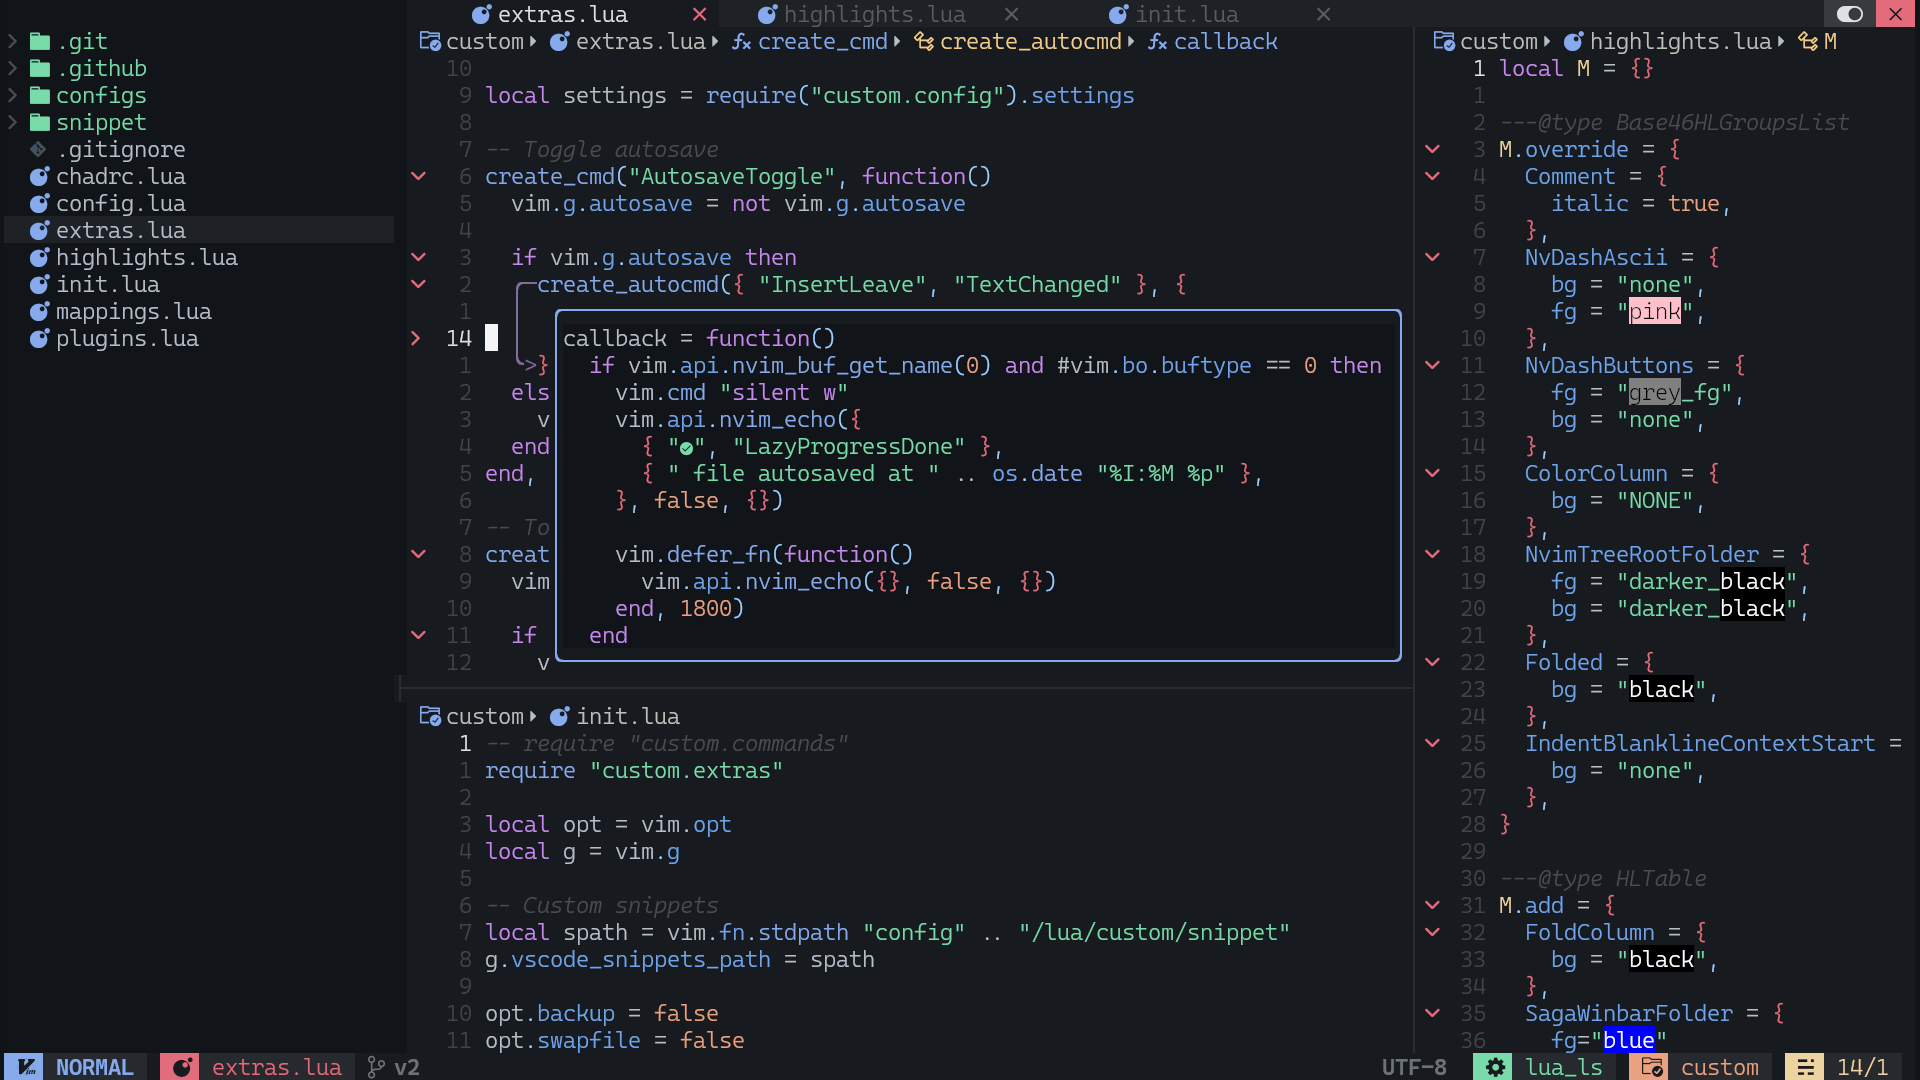 extras.lua
highlights.lua
init.lua
.git
.github
configs
snippet
.gitignore
chadrc.lua
config.lua
extras.lua
highlights.lua
init.lua
mappings.lua
plugins.lua
custom extras.lua create_cmd create_autocmd callback
10
9 local settings = require("custom.config").settings
8
7 -- Toggle autosave
6 create_cmd("AutosaveToggle", function()
5 vim.g.autosave = not vim.g.autosave
4
3 if vim.g.autosave then
2 create_autocmd({ "InsertLeave", "TextChanged" }, {
1
14
1 >}
2 els
3 v
4 end
5 end,
6
7 -- To
8 creat
9 vim
10
11 if
12 v
callback = function()
if vim.api.nvim_buf_get_name(0) and #vim.bo.buftype == 0 then
vim.cmd "silent w"
vim.api.nvim_echo({
{ "", "LazyProgressDone" },
{ " file autosaved at " .. os.date "%I:%M %p" },
}, false, {})
vim.defer_fn(function()
vim.api.nvim_echo({}, false, {})
end, 1800)
end
custom init.lua
1 -- require "custom.commands"
1 require "custom.extras"
2
3 local opt = vim.opt
4 local g = vim.g
5
6 -- Custom snippets
7 local spath = vim.fn.stdpath "config" .. "/lua/custom/snippet"
8 g.vscode_snippets_path = spath
9
10 opt.backup = false
11 opt.swapfile = false
custom highlights.lua M
1 local M = {}
1
2 ---@type Base46HLGroupsList
3 M.override = {
4 Comment = {
5 italic = true,
6 },
7 NvDashAscii = {
8 bg = "none",
9 fg = "pink",
10 },
11 NvDashButtons = {
12 fg = "grey_fg",
13 bg = "none",
14 },
15 ColorColumn = {
16 bg = "NONE",
17 },
18 NvimTreeRootFolder = {
19 fg = "darker_black",
20 bg = "darker_black",
21 },
22 Folded = {
23 bg = "black",
24 },
25 IndentBlanklineContextStart =
26 bg = "none",
27 },
28 }
29
30 ---@type HLTable
31 M.add = {
32 FoldColumn = {
33 bg = "black",
34 },
35 SagaWinbarFolder = {
36 fg="blue"
NORMAL extras.lua v2 UTF-8 lua_ls custom 14/1